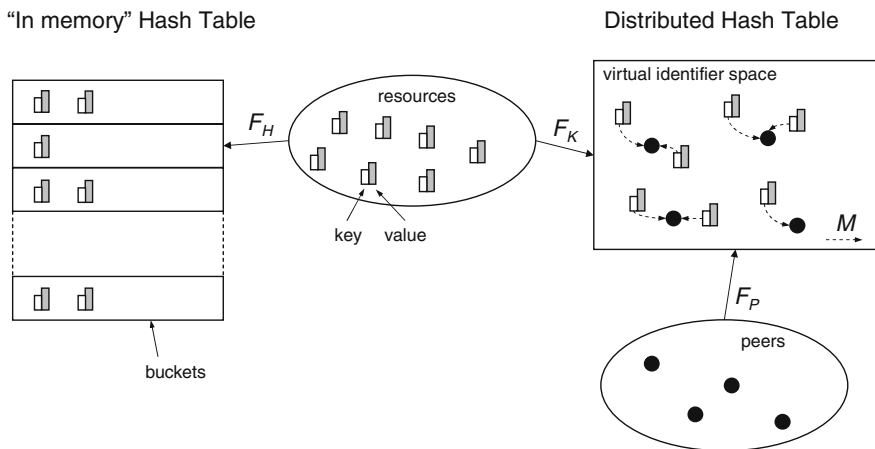 “In memory” Hash Table
Distributed Hash Table
resources
virtual identifier space
F_H
F_K
key
value
M
F_P
buckets
peers